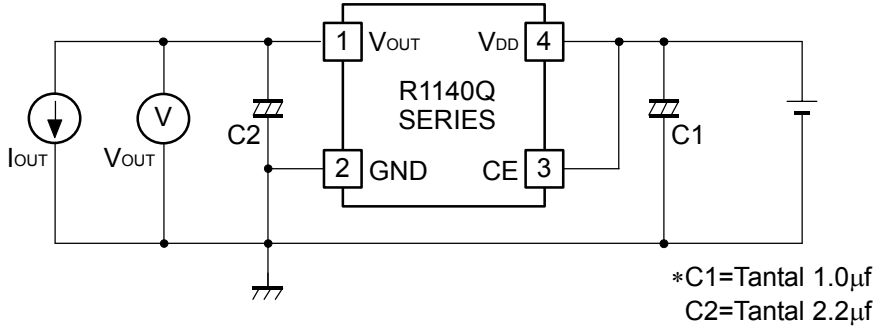 1 VOUT VDD 4
R1140Q
SERIES
IOUT
V
VOUT
C2
C1
2 GND CE 3
*C1=Tantal 1.0μf
C2=Tantal 2.2μf